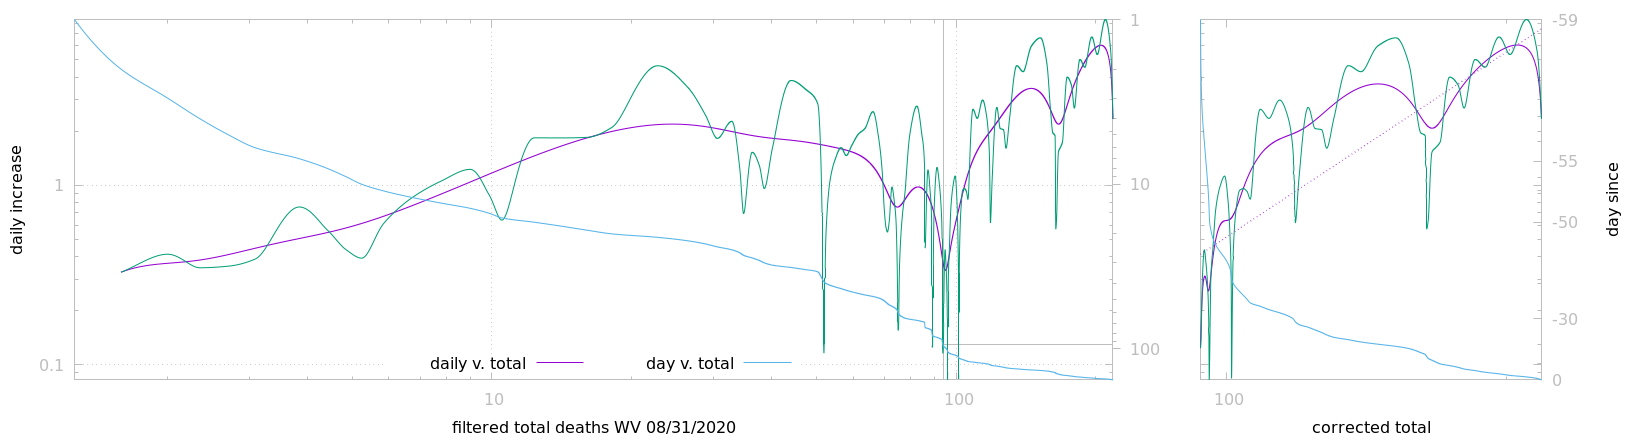 1
-59
daily increase
1
10
-55
-50
day since
-30
0.1
daily v. total
day v. total
100
0
10
100
100
filtered total deaths WV 08/31/2020
corrected total